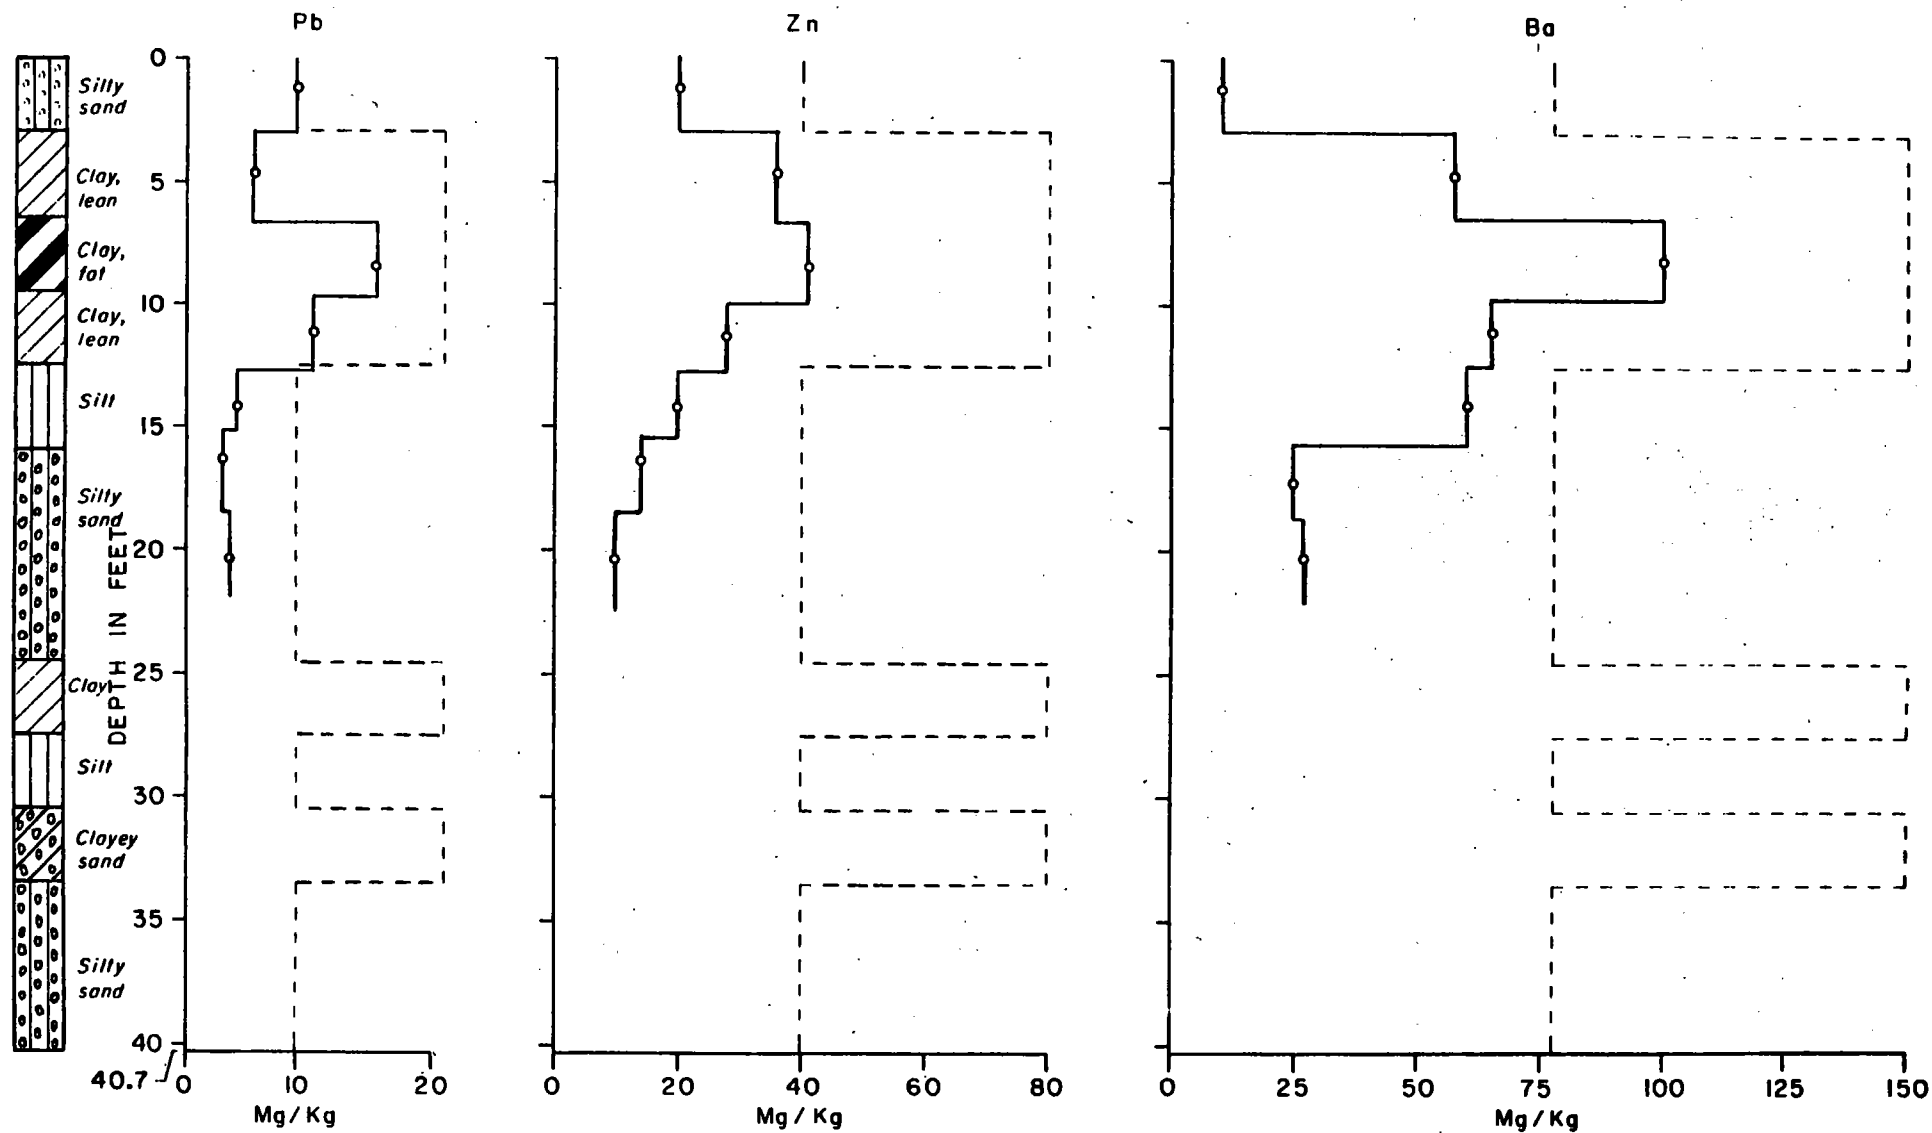 Pb
Zn
Ba
Silty
sand
Clay,
lean
Clay,
fat
Clay,
lean
Silt
Silty
sand
Clay
Silt
Clayey
sand
Silty
sand
DEPTH IN FEET
0
5
10
15
20
25
30
35
40
40.7
0 10 20
Mg/Kg
0 20 40 60 80
Mg/Kg
0 25 50 75 100 125 150
Mg/Kg